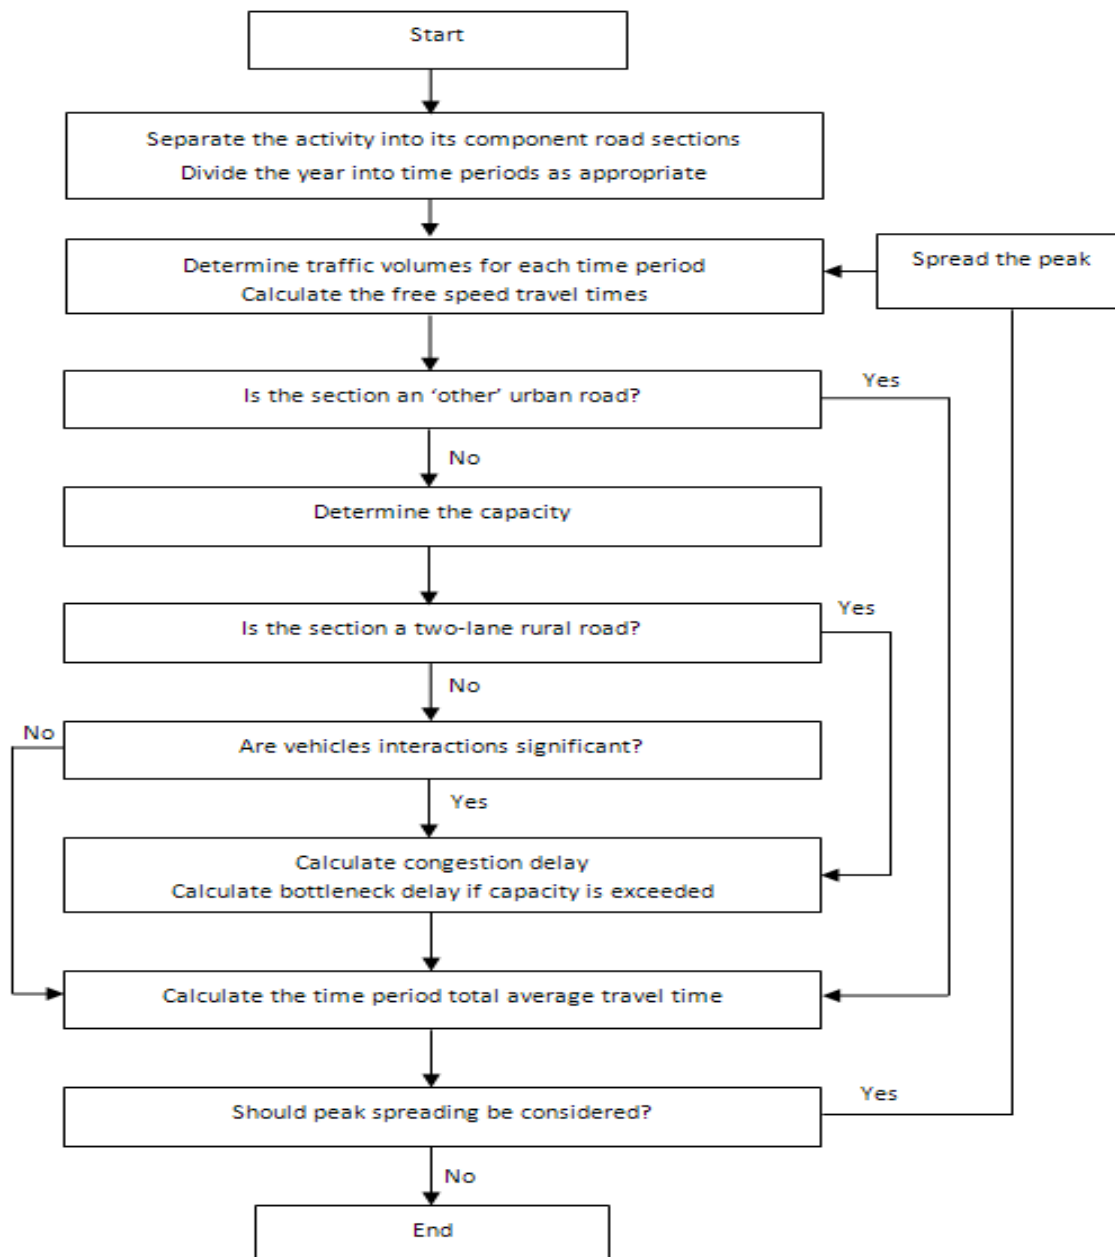 Start
Separate the activity into its component road sections
Divide the year into time periods as appropriate
Determine traffic volumes for each time period
Calculate the free speed travel times
Spread the peak
Is the section an ‘other’ urban road?
Yes
No
Determine the capacity
Is the section a two-lane rural road?
Yes
No
Are vehicles interactions significant?
No
Yes
Calculate congestion delay
Calculate bottleneck delay if capacity is exceeded
Calculate the time period total average travel time
Should peak spreading be considered?
Yes
No
End